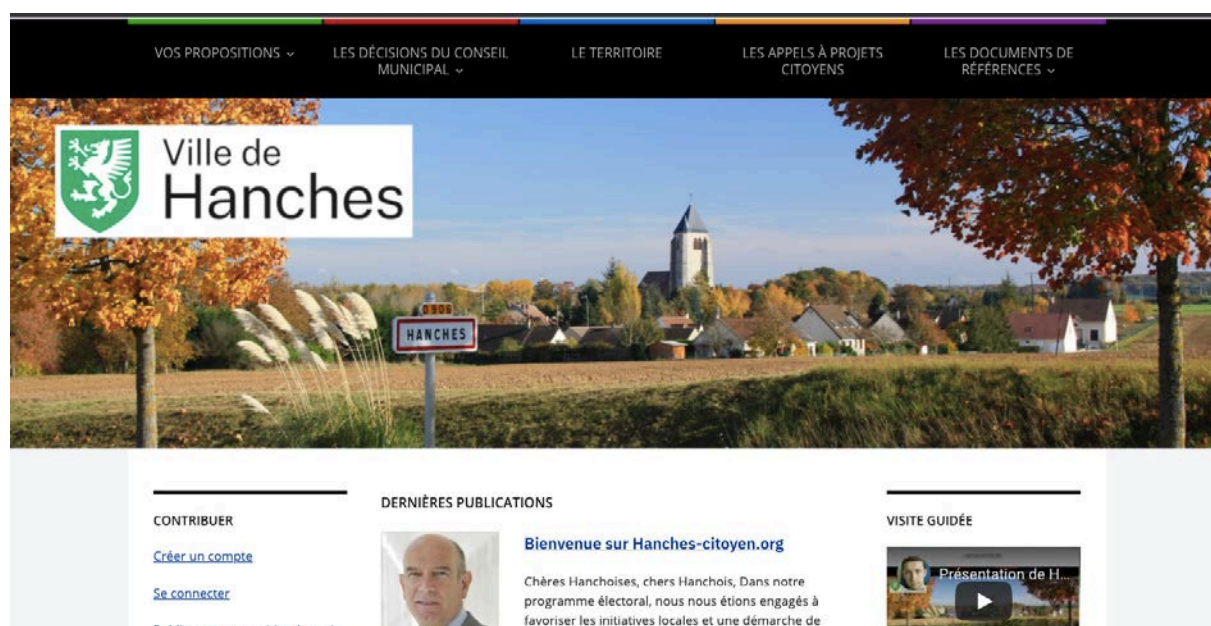 VOS PROPOSITIONS
LES DÉCISIONS DU CONSEIL
MUNICIPAL
LE TERRITOIRE
LES APPELS À PROJETS
CITOYENS
LES DOCUMENTS DE
RÉFÉRENCES
Ville de
Hanches
D 906
HANCHES
CONTRIBUER
Créer un compte
Se connecter
DERNIÈRES PUBLICATIONS
Bienvenue sur Hanches-citoyen.org
Chères Hanchoises, chers Hanchois, Dans notre
programme électoral, nous nous étions engagés à
favoriser les initiatives locales et une démarche de
VISITE GUIDÉE
Présentation de H...